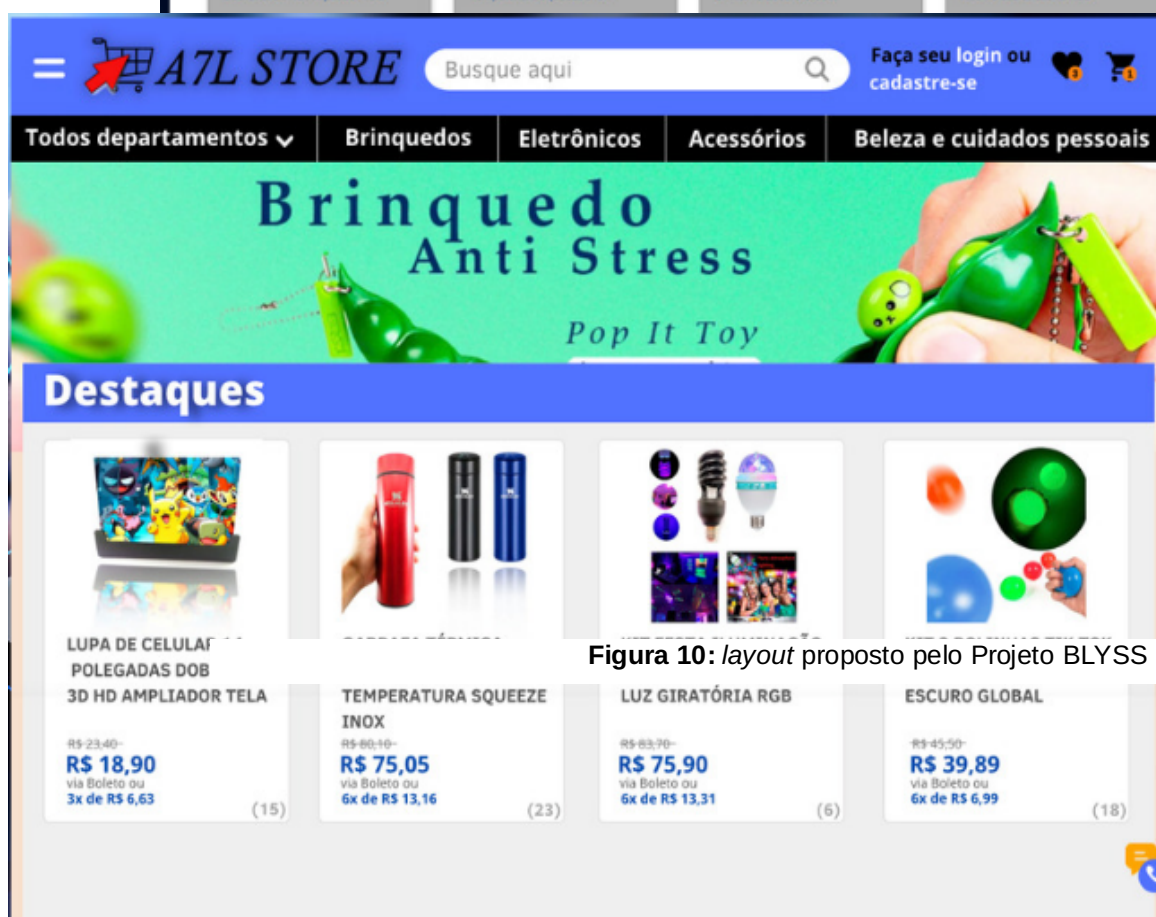 A7L STORE
Busque aqui
Faça seu login ou
cadastre-se
3
1
Todos departamentos
Brinquedos
Eletrônicos
Acessórios
Beleza e cuidados pessoais
Brinquedo
Anti Stress
Pop It Toy
Destaques
LUPA DE CELULAR
POLEGADAS DOB
3D HD AMPLIADOR TELA
R$ 23,40
R$ 18,90
via Boleto ou
3x de R$ 6,63
(15)
TEMPERATURA SQUEEZE
INOX
R$ 80,10
R$ 75,05
via Boleto ou
6x de R$ 13,16
(23)
LUZ GIRATÓRIA RGB
R$ 83,70
R$ 75,90
via Boleto ou
6x de R$ 13,31
(6)
ESCURO GLOBAL
R$ 45,50
R$ 39,89
via Boleto ou
6x de R$ 6,99
(18)
Figura 10: layout proposto pelo Projeto BLYSS